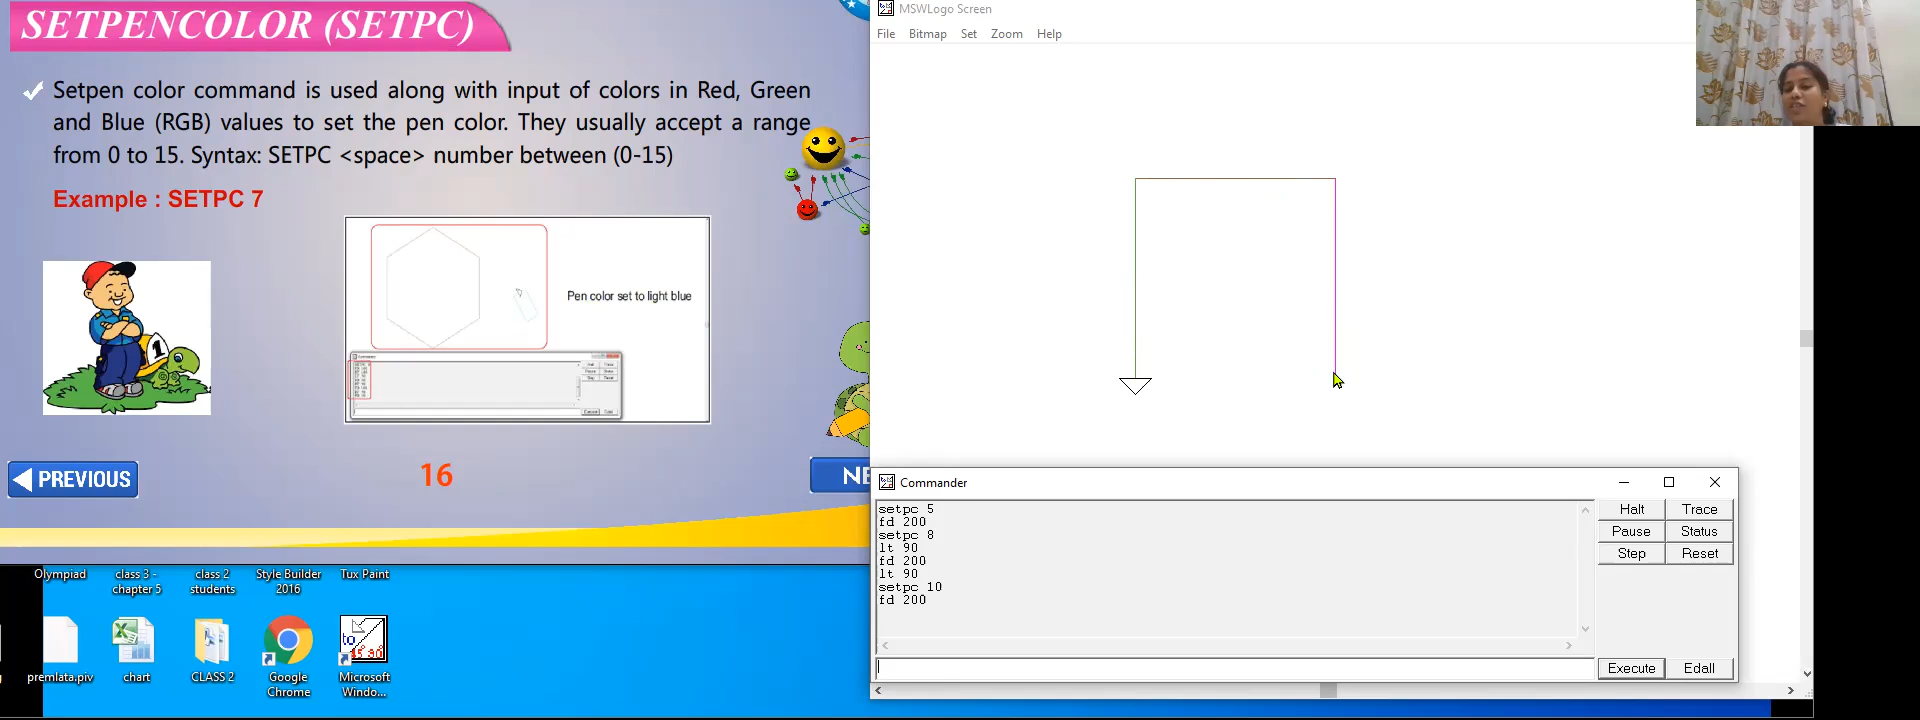 SETPENCOLOR (SETPC)
Setpen color command is used along with input of colors in Red, Green
and Blue (RGB) values to set the pen color. They usually accept a range
from 0 to 15. Syntax: SETPC <space> number between (0-15)
Example : SETPC 7
Pen color set to light blue
1
PREVIOUS
16
NE
Olympiad
class 3 -
chapter 5
class 2
students
Style Builder
2016
Tux Paint
premlata.piv
chart
CLASS 2
Google
Chrome
Microsoft
Windo...
MSWLogo Screen
File Bitmap Set Zoom Help
Commander
setpc 5
fd 200
setpc 8
lt 90
fd 200
lt 90
setpc 10
fd 200
Halt Trace
Pause Status
Step Reset
Execute Edall